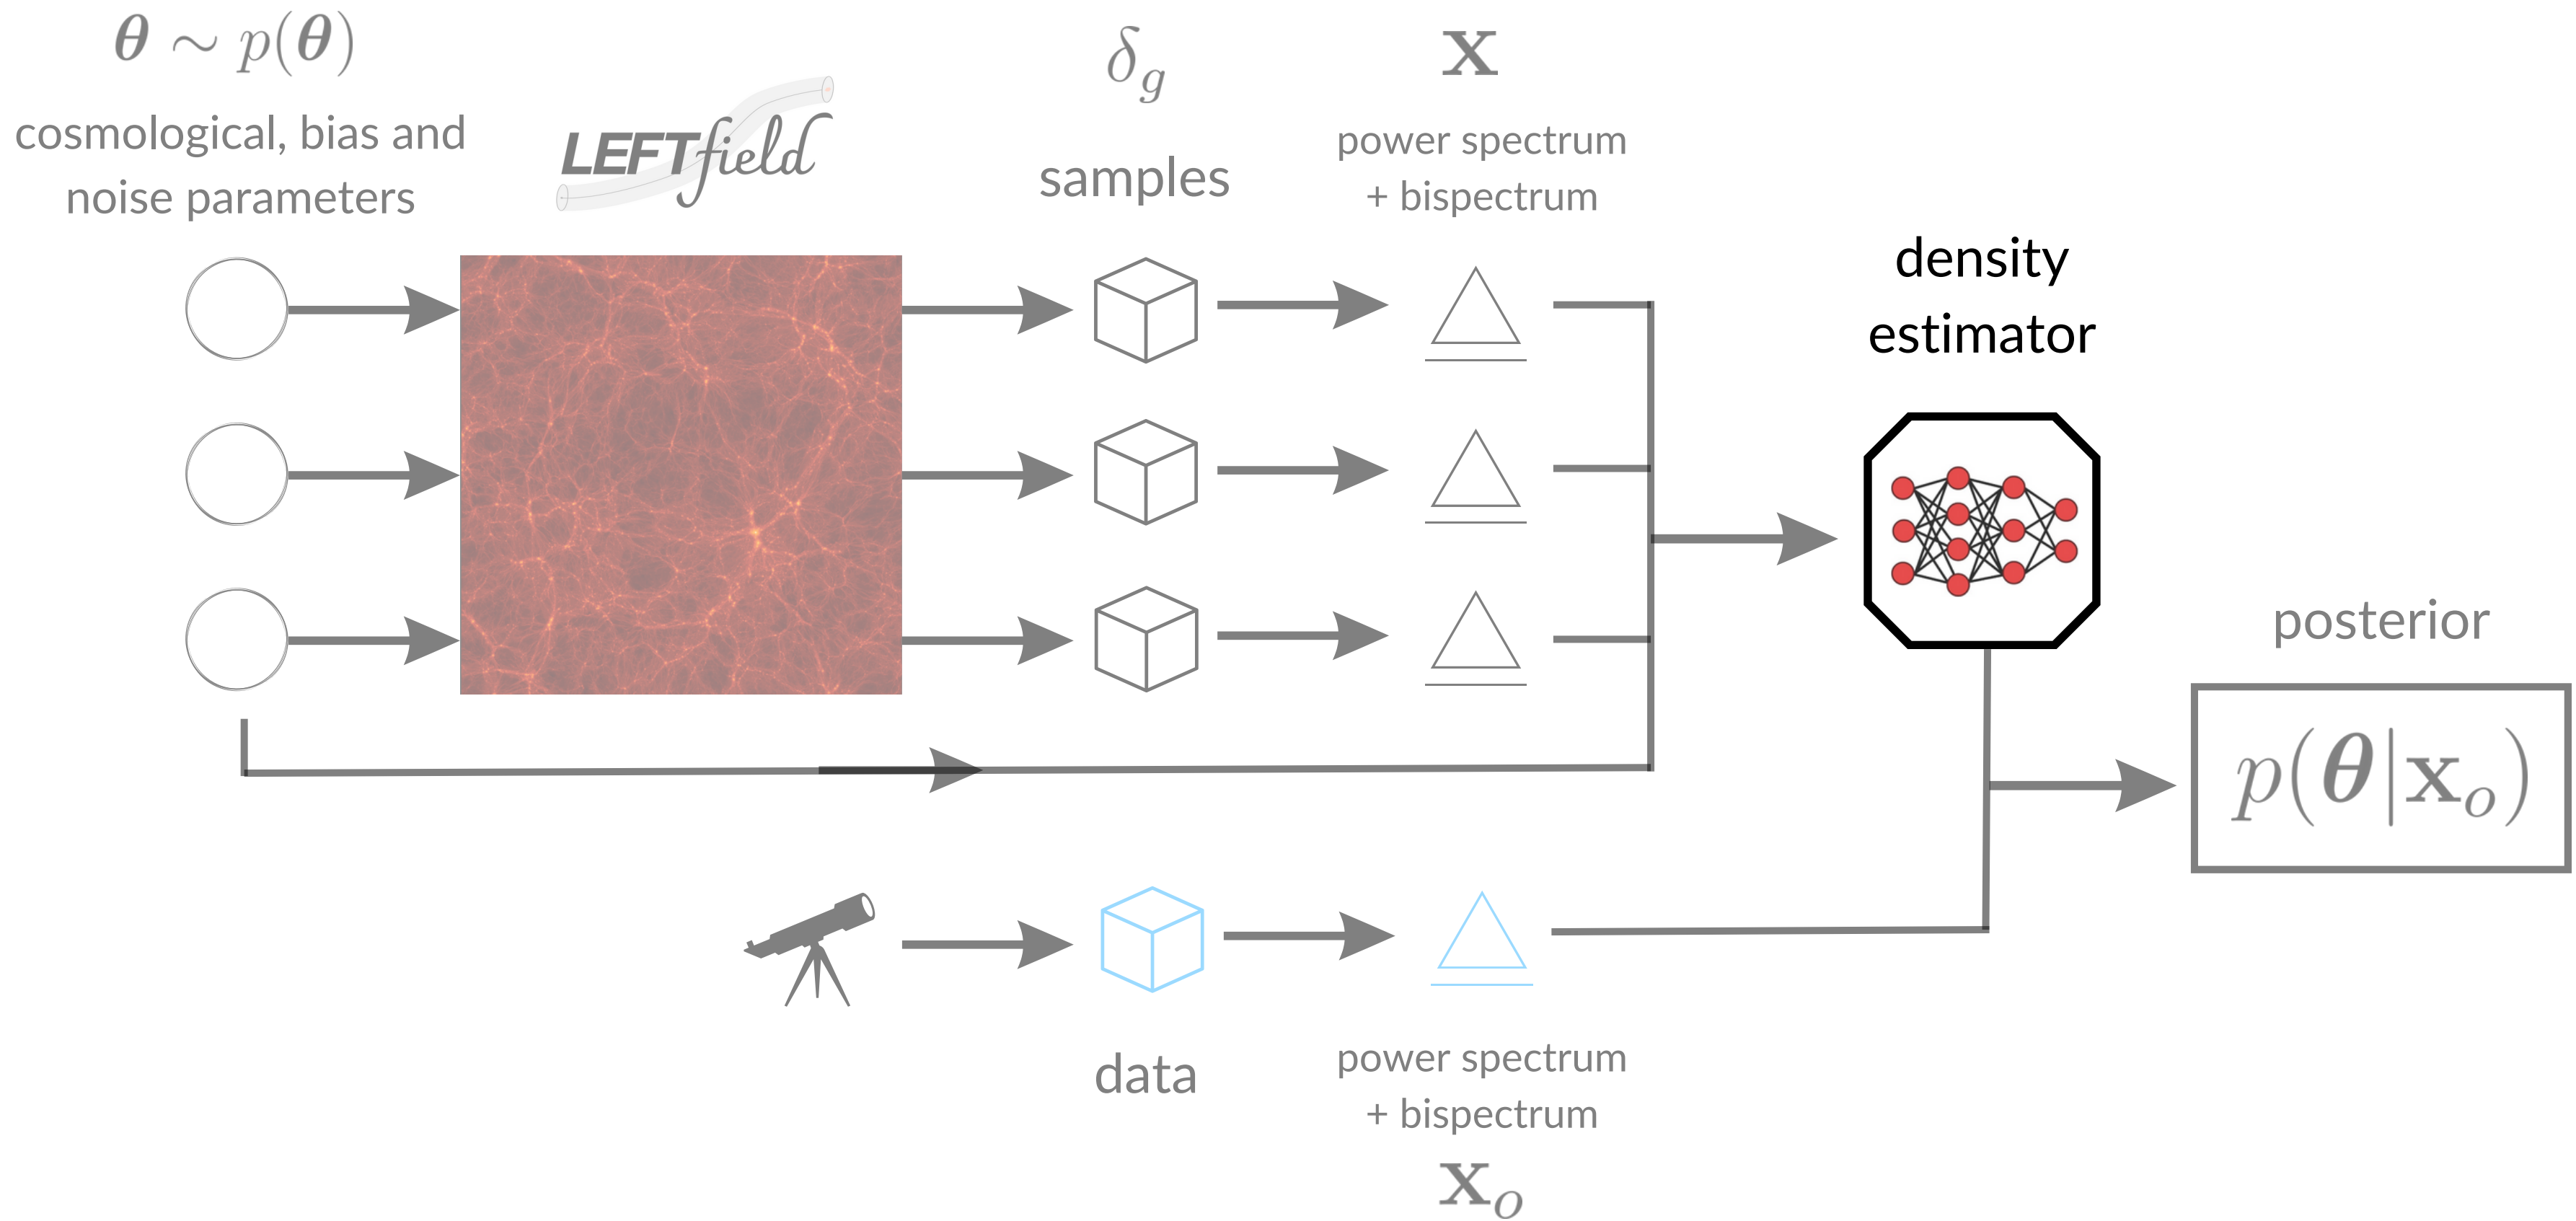 θ ∼ p(θ)
cosmological, bias and
noise parameters
LEFTfield
δ_g
samples
x
power spectrum
+ bispectrum
density
estimator
posterior
p(θ|x_o)
data
power spectrum
+ bispectrum
x_o